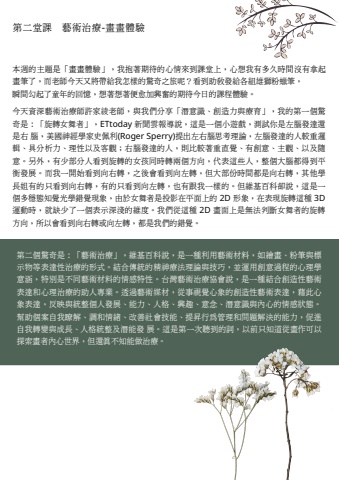 第二堂課　藝術治療-畫畫體驗
本週的主題是「畫畫體驗」，我抱著期待的心情來到課堂上，心想我有多久時間沒有拿起
畫筆了，而老師今天又將帶給我怎樣的驚奇之旅呢？看到助教發給各組雄獅粉蠟筆，
瞬間勾起了童年的回憶，想著想著便愈加興奮的期待今日的課程體驗。
今天資深藝術治療師許家綾老師，與我們分享「潛意識、創造力與療育」，我的第一個驚
奇是：「旋轉女舞者」，ETtoday 新聞雲報導說，這是一個小遊戲，測試你是左腦發達還
是右 腦，美國神經學家史佩利(Roger Sperry)提出左右腦思考理論，左腦發達的人較重邏
輯、具分析力、理性以及客觀；右腦發達的人，則比較著重直覺、有創意、主觀、以及隨
意。另外，有少部分人看到旋轉的女孩同時轉兩個方向，代表這些人，整個大腦都得到平
衡發展。而我一開始看到向右轉，之後會看到向左轉，但大部份時間都是向右轉，其他學
員姐有的只看到向右轉，有的只看到向左轉，也有跟我一樣的。但維基百科卻說，這是一
個多穩態知覺光學錯覺現象，由於女舞者是投影在平面上的 2D 形象，在表現旋轉這種 3D
運動時，就缺少了一個表示深淺的維度。我們從這種 2D 畫面上是無法判斷女舞者的旋轉
方向，所以會看到向右轉或向左轉，都是我們的錯覺。
第二個驚奇是：「藝術治療」，維基百科說，是一種利用藝術材料，如繪畫、粉筆與標
示物等表達性治療的形式。結合傳統的精神療法理論與技巧，並運用創意過程的心理學
意涵，特別是不同藝術材料的情感特性。台灣藝術治療協會說，是一種結合創造性藝術
表達和心理治療的助人專業。透過藝術媒材，從事視覺心象的創造性藝術表達，藉此心
象表達，反映與統整個人發展、能力、人格、興趣、意念、潛意識與內心的情感狀態。
幫助個案自我瞭解、調和情緒、改善社會技能、提昇行為管理和問題解決的能力，促進
自我轉變與成長、人格統整及潛能發 展。這是第一次聽到的詞，以前只知道從畫作可以
探索畫者內心世界，但還真不知能做治療。